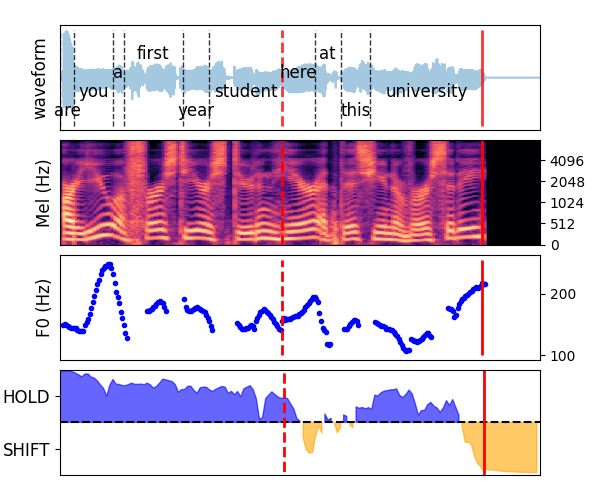 waveform
first at
a here
you student university
are year this
Mel (Hz)
4096
2048
1024
512
0
F0 (Hz)
200
100
HOLD
SHIFT